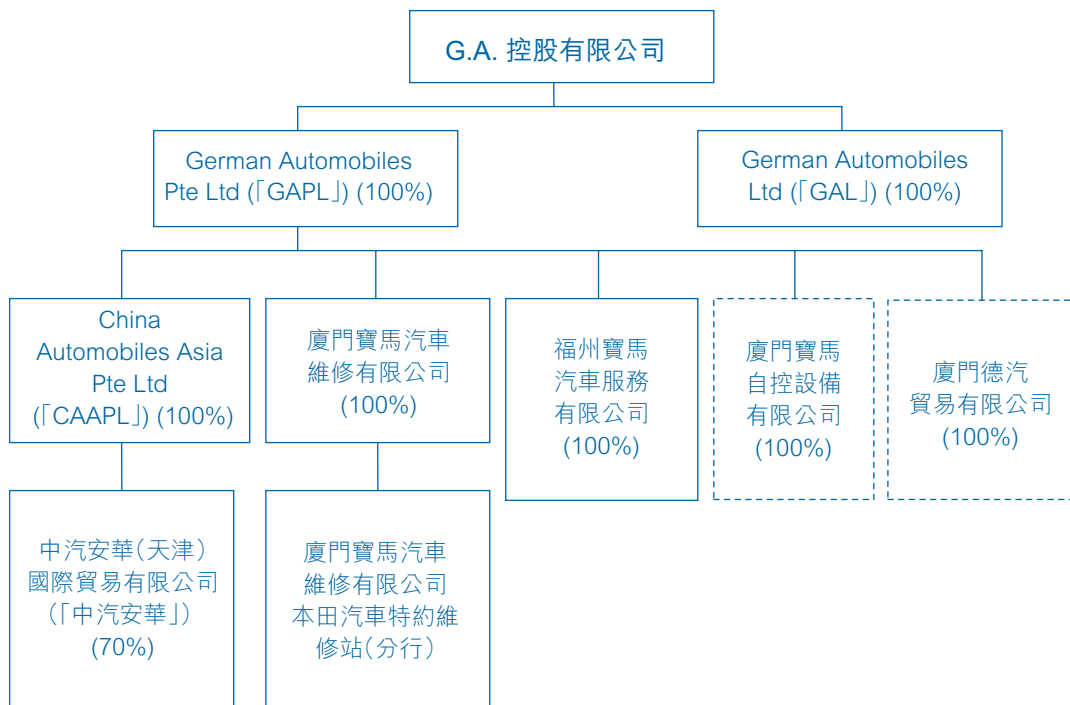 G.A. 控股有限公司
German Automobiles
Pte Ltd (「GAPL」) (100%)
German Automobiles
Ltd (「GAL」) (100%)
China
Automobiles Asia
Pte Ltd
(「CAAPL」) (100%)
廈門寶馬汽車
維修有限公司
(100%)
福州寶馬
汽車服務
有限公司
(100%)
廈門寶馬
自控設備
有限公司
(100%)
廈門德汽
貿易有限公司
(100%)
中汽安華(天津)
國際貿易有限公司
(「中汽安華」)
(70%)
廈門寶馬汽車
維修有限公司
本田汽車特約維
修站(分行)